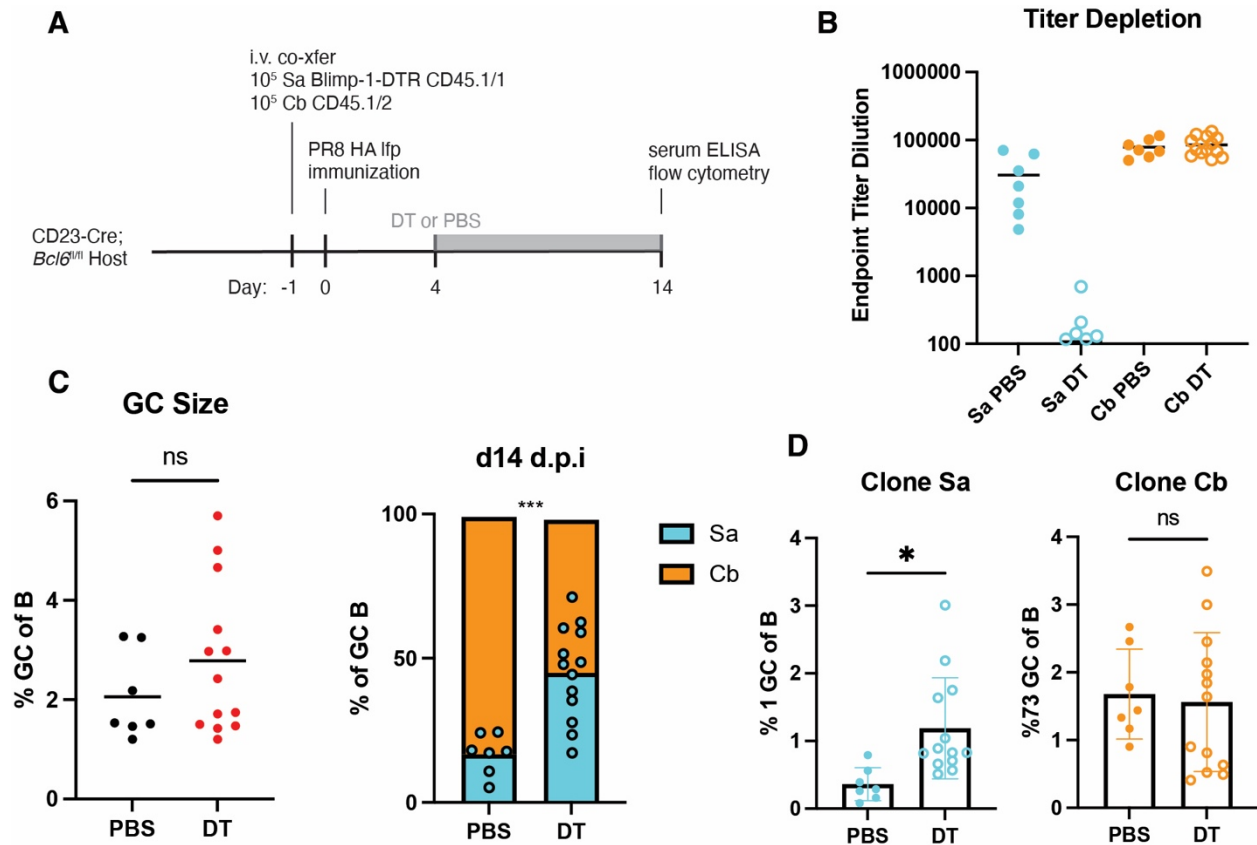 A
i.v. co-xfer
10⁵ Sa Blimp-1-DTR CD45.1/1
10⁵ Cb CD45.1/2
PR8 HA lfp
immunization
serum ELISA
flow cytometry
DT or PBS
CD23-Cre;
Bcl6fl/fl Host
Day: -1 0 4 14
B
Titer Depletion
Endpoint Titer Dilution
1000000
100000
10000
1000
100
Sa PBS
Sa DT
Cb PBS
Cb DT
C
GC Size
ns
% GC of B
6
4
2
0
PBS DT
d14 d.p.i
***
% of GC B
100
50
0
PBS DT
Sa
Cb
D
Clone Sa
*
% 1 GC of B
4
3
2
1
0
PBS DT
Clone Cb
ns
%73 GC of B
4
3
2
1
0
PBS DT